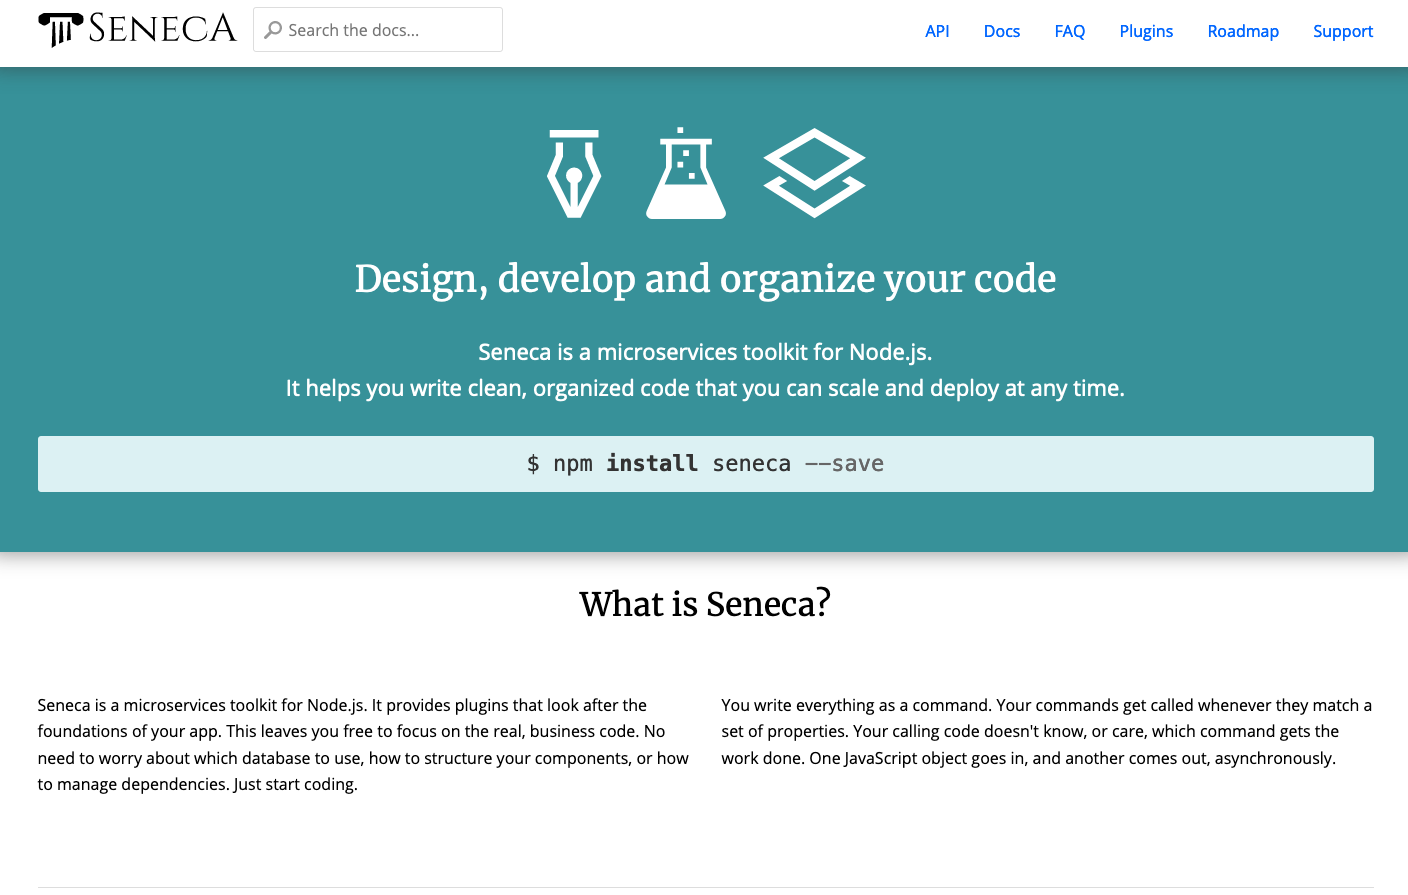 SENECA
Search the docs...
API
Docs
FAQ
Plugins
Roadmap
Support
Design, develop and organize your code
Seneca is a microservices toolkit for Node.js.
It helps you write clean, organized code that you can scale and deploy at any time.
$ npm install seneca --save
What is Seneca?
Seneca is a microservices toolkit for Node.js. It provides plugins that look after the
foundations of your app. This leaves you free to focus on the real, business code. No
need to worry about which database to use, how to structure your components, or how
to manage dependencies. Just start coding.
You write everything as a command. Your commands get called whenever they match a
set of properties. Your calling code doesn't know, or care, which command gets the
work done. One JavaScript object goes in, and another comes out, asynchronously.